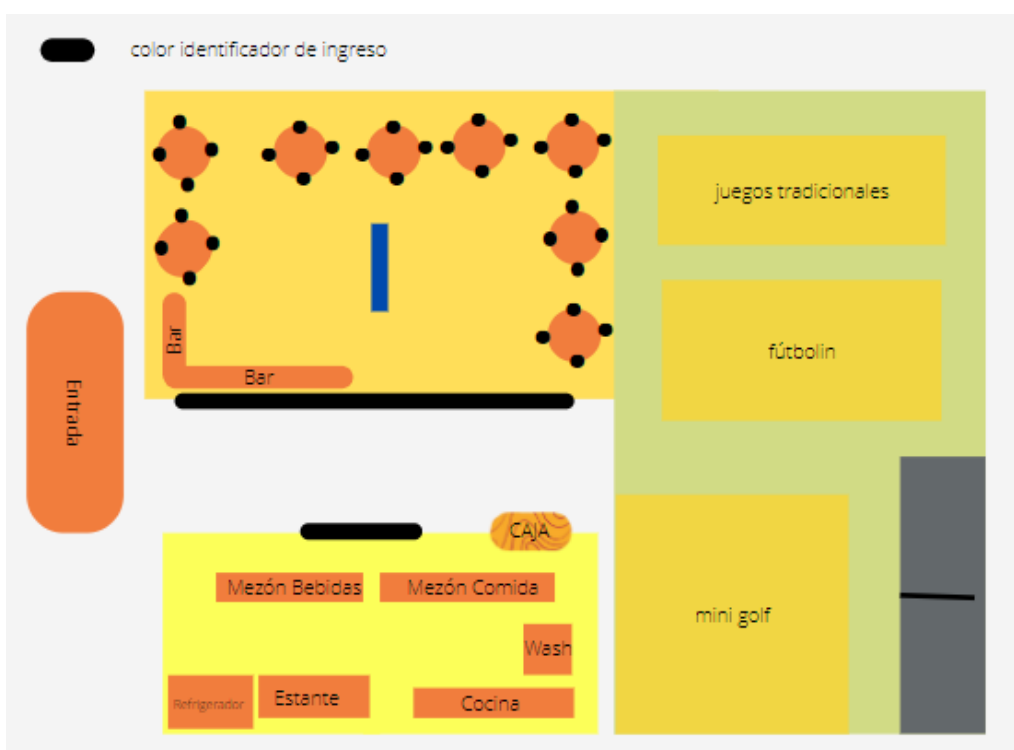 color identificador de ingreso
juegos tradicionales
Bar
Bar
fútbolin
Entrada
CAJA
Mezón Bebidas
Mezón Comida
mini golf
Wash
Refrigerador
Estante
Cocina